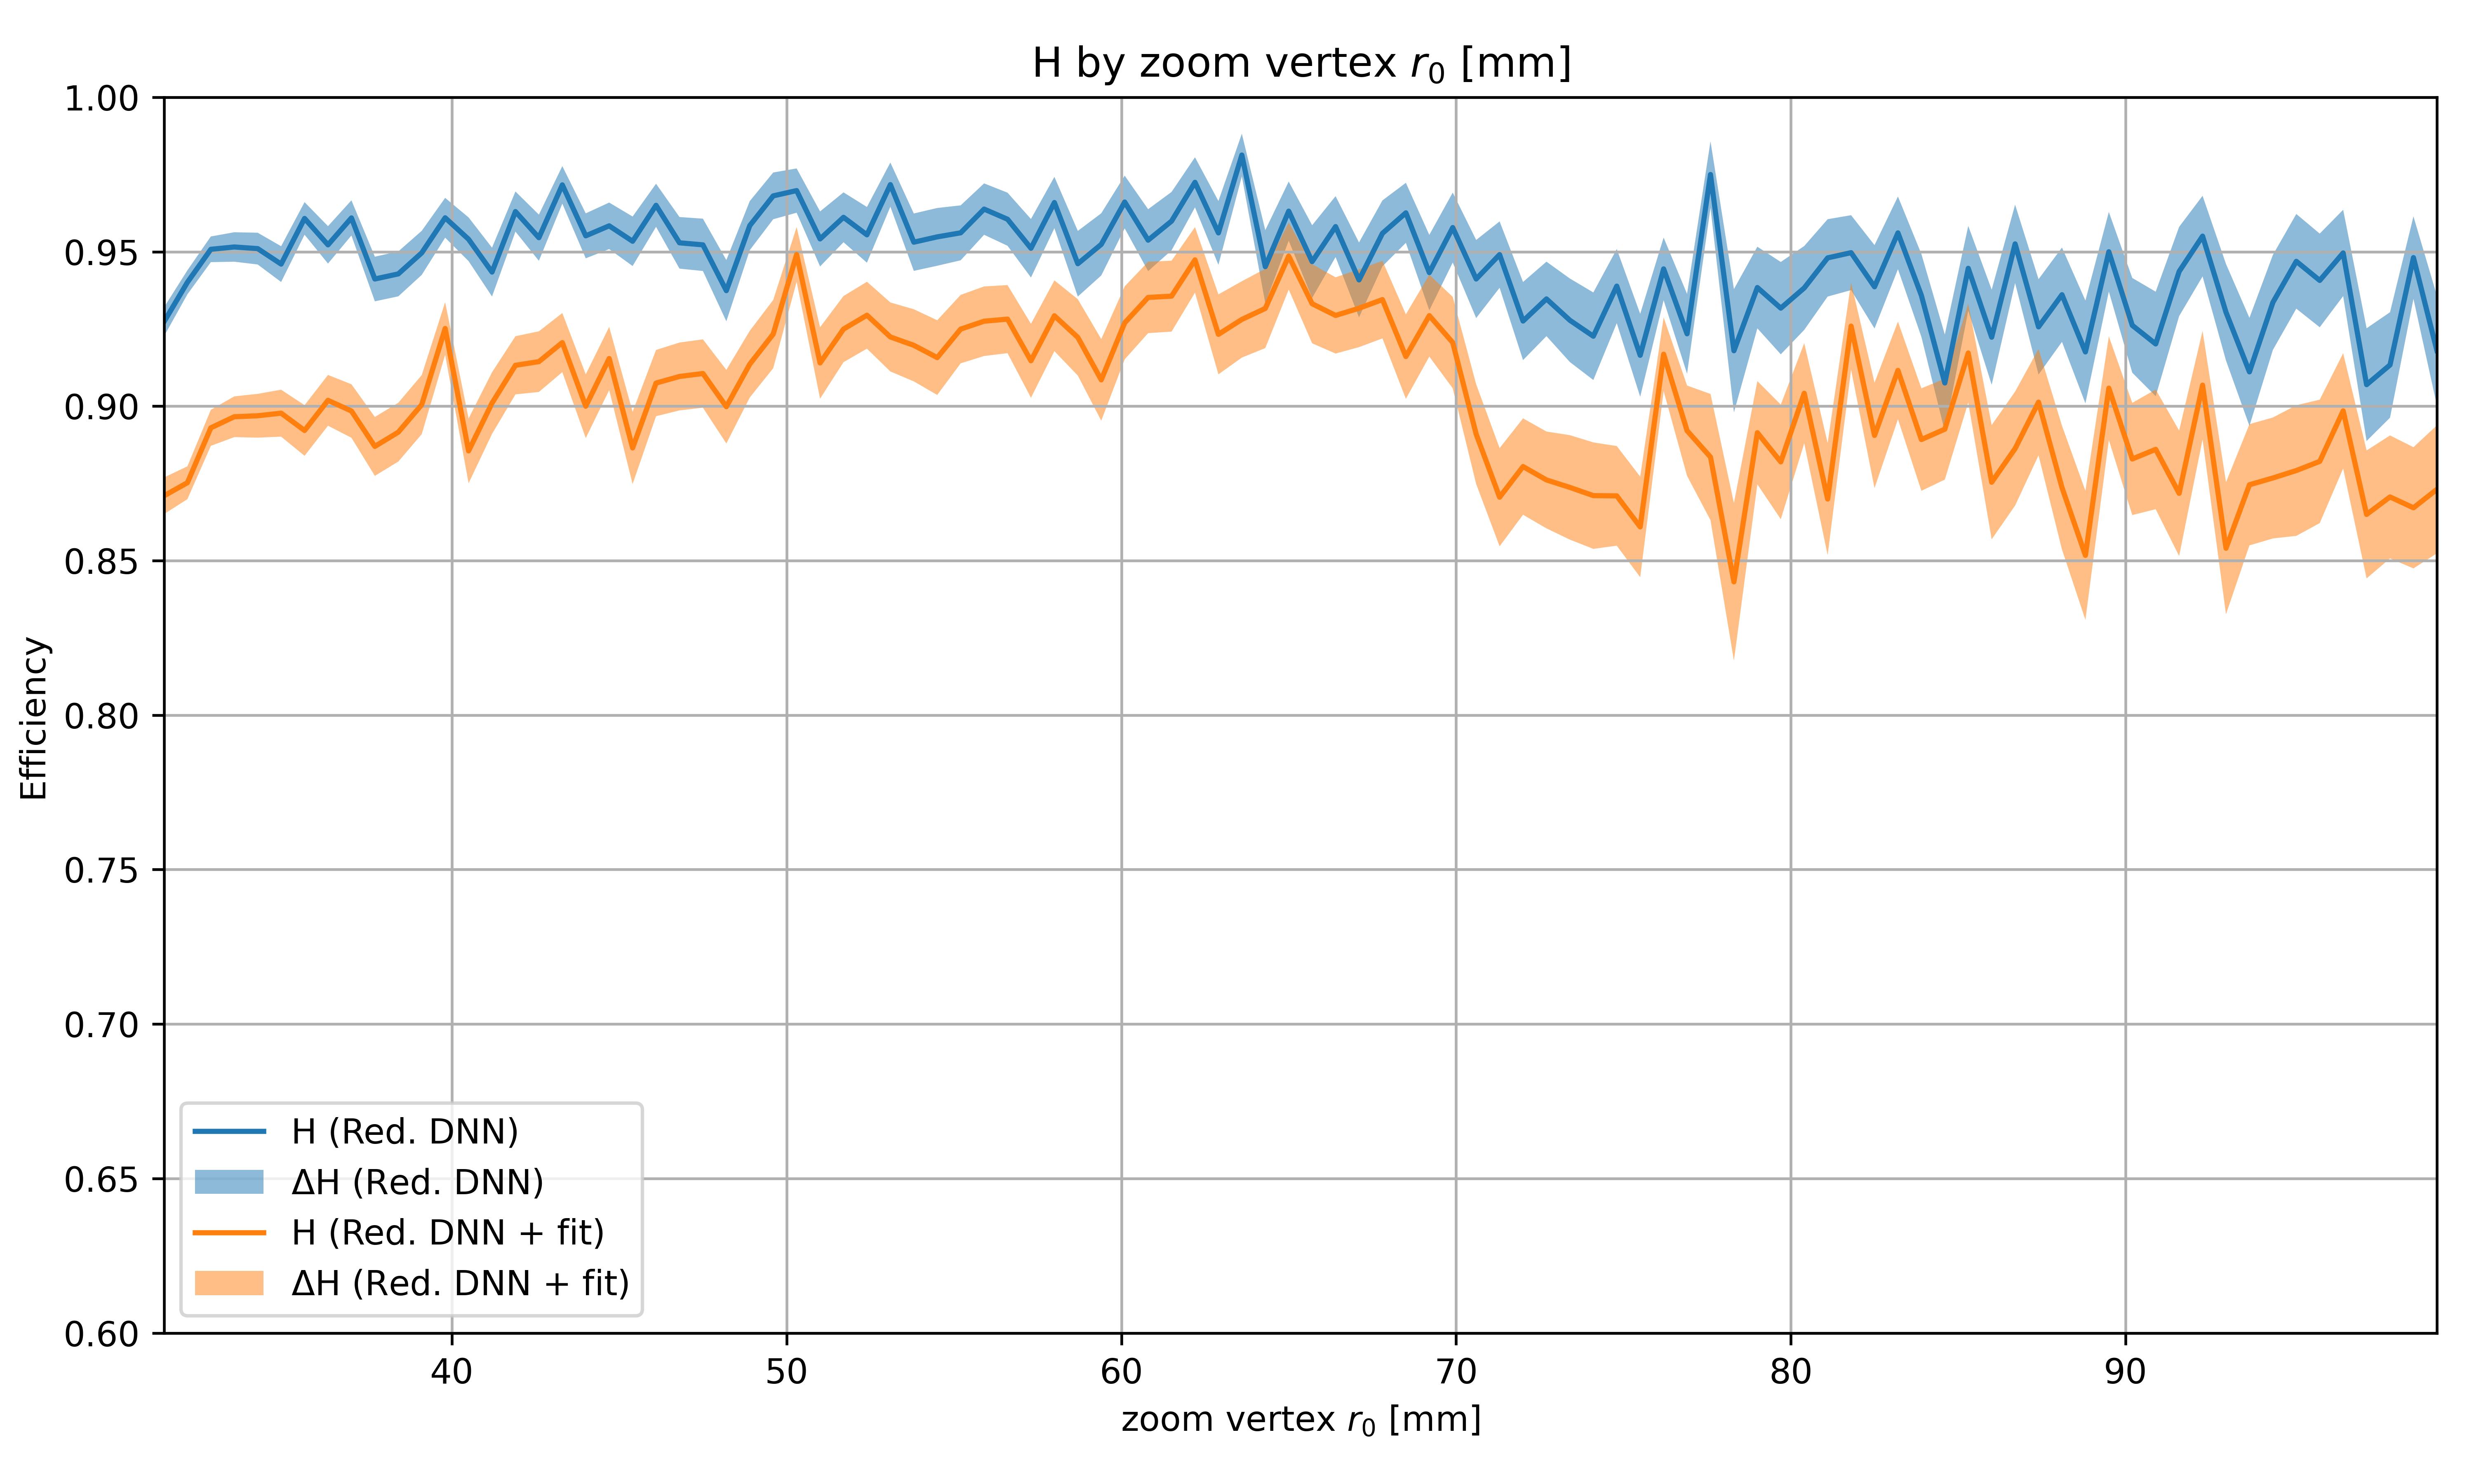 H by zoom vertex r₀ [mm]
1.00
0.95
0.90
0.85
0.80
0.75
0.70
0.65
0.60
Efficiency
H (Red. DNN)
ΔH (Red. DNN)
H (Red. DNN + fit)
ΔH (Red. DNN + fit)
40 50 60 70 80 90
zoom vertex r₀ [mm]